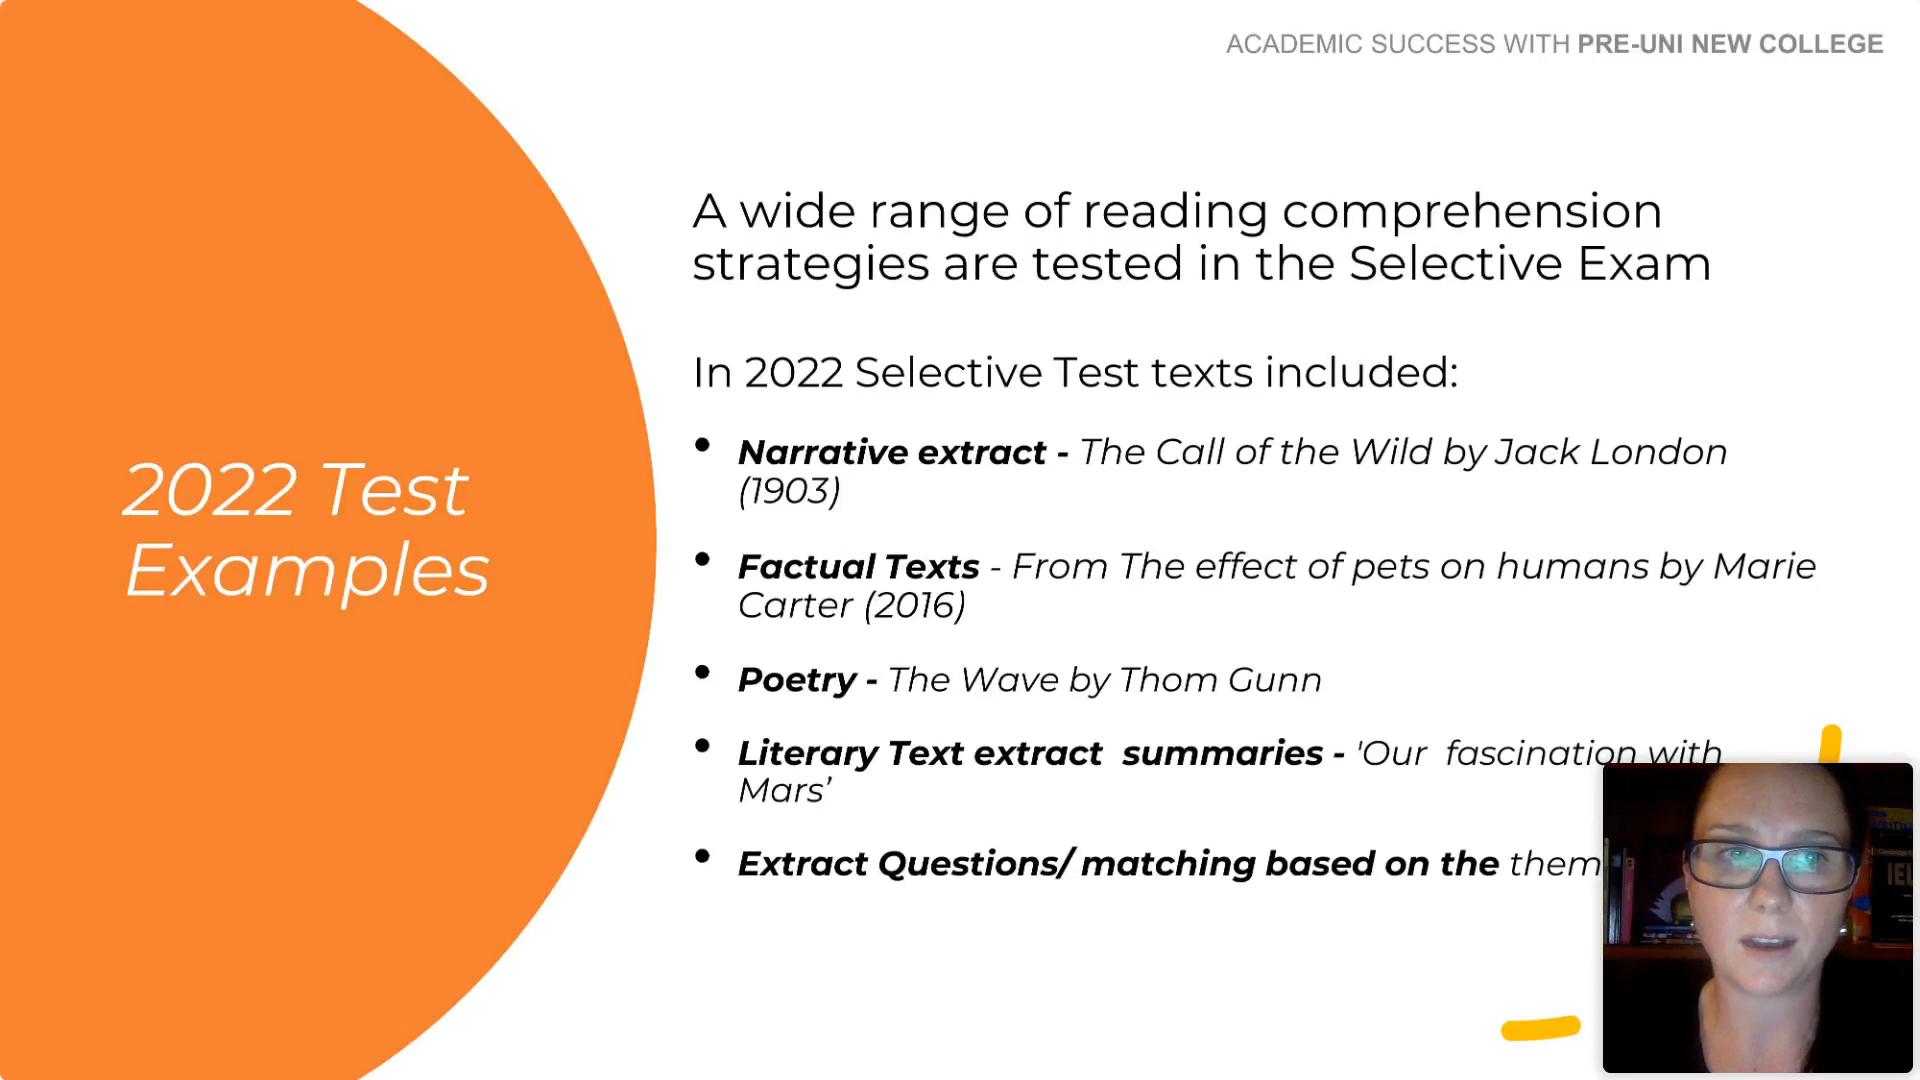 ACADEMIC SUCCESS WITH PRE-UNI NEW COLLEGE
A wide range of reading comprehension
strategies are tested in the Selective Exam
In 2022 Selective Test texts included:
2022 Test
Examples
• Narrative extract - The Call of the Wild by Jack London
(1903)
• Factual Texts - From The effect of pets on humans by Marie
Carter (2016)
• Poetry - The Wave by Thom Gunn
• Literary Text extract  summaries - 'Our  fascination with
Mars’
• Extract Questions/ matching based on the them